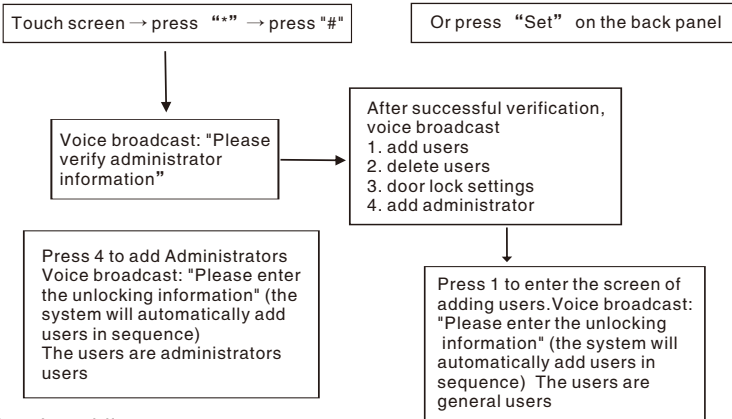 Touch screen → press “*” → press "#"
Or press “Set” on the back panel
Voice broadcast: "Please
verify administrator
information”
After successful verification,
voice broadcast
1. add users
2. delete users
3. door lock settings
4. add administrator
Press 4 to add Administrators
Voice broadcast: "Please enter
the unlocking information" (the
system will automatically add
users in sequence)
The users are administrators
users
Press 1 to enter the screen of
adding users.Voice broadcast:
"Please enter the unlocking
information" (the system will
automatically add users in
sequence) The users are
general users